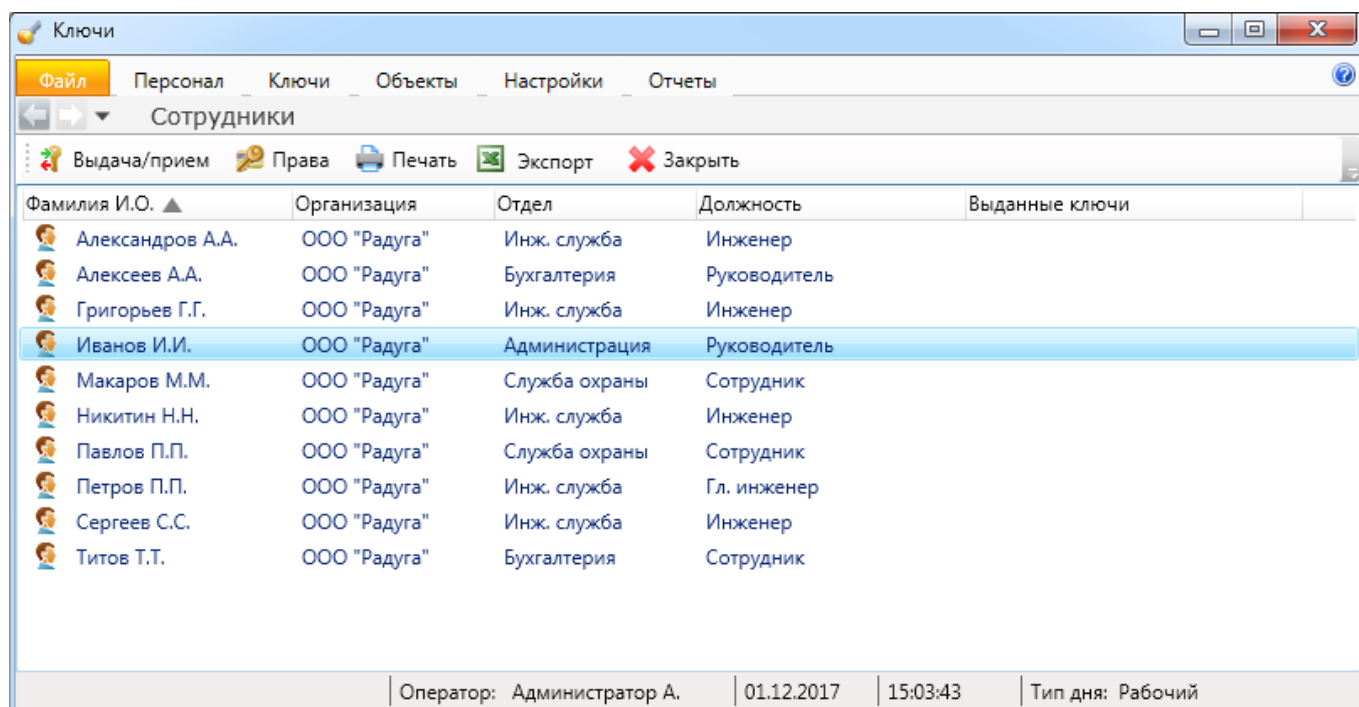 Ключи
Файл Персонал Ключи Объекты Настройки Отчеты
Сотрудники
Выдача/прием Права Печать Экспорт Закрыть
Фамилия И.О. Организация Отдел Должность Выданные ключи
Александров А.А. ООО "Радуга" Инж. служба Инженер
Алексеев А.А. ООО "Радуга" Бухгалтерия Руководитель
Григорьев Г.Г. ООО "Радуга" Инж. служба Инженер
Иванов И.И. ООО "Радуга" Администрация Руководитель
Макаров М.М. ООО "Радуга" Служба охраны Сотрудник
Никитин Н.Н. ООО "Радуга" Инж. служба Инженер
Павлов П.П. ООО "Радуга" Служба охраны Сотрудник
Петров П.П. ООО "Радуга" Инж. служба Гл. инженер
Сергеев С.С. ООО "Радуга" Инж. служба Инженер
Титов Т.Т. ООО "Радуга" Бухгалтерия Сотрудник
Оператор: Администратор А. 01.12.2017 15:03:43 Тип дня: Рабочий